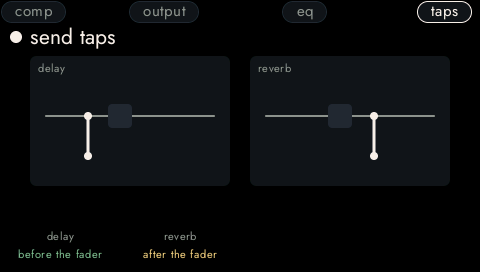 comp output eq taps
send taps
delay reverb
delay reverb
before the fader after the fader